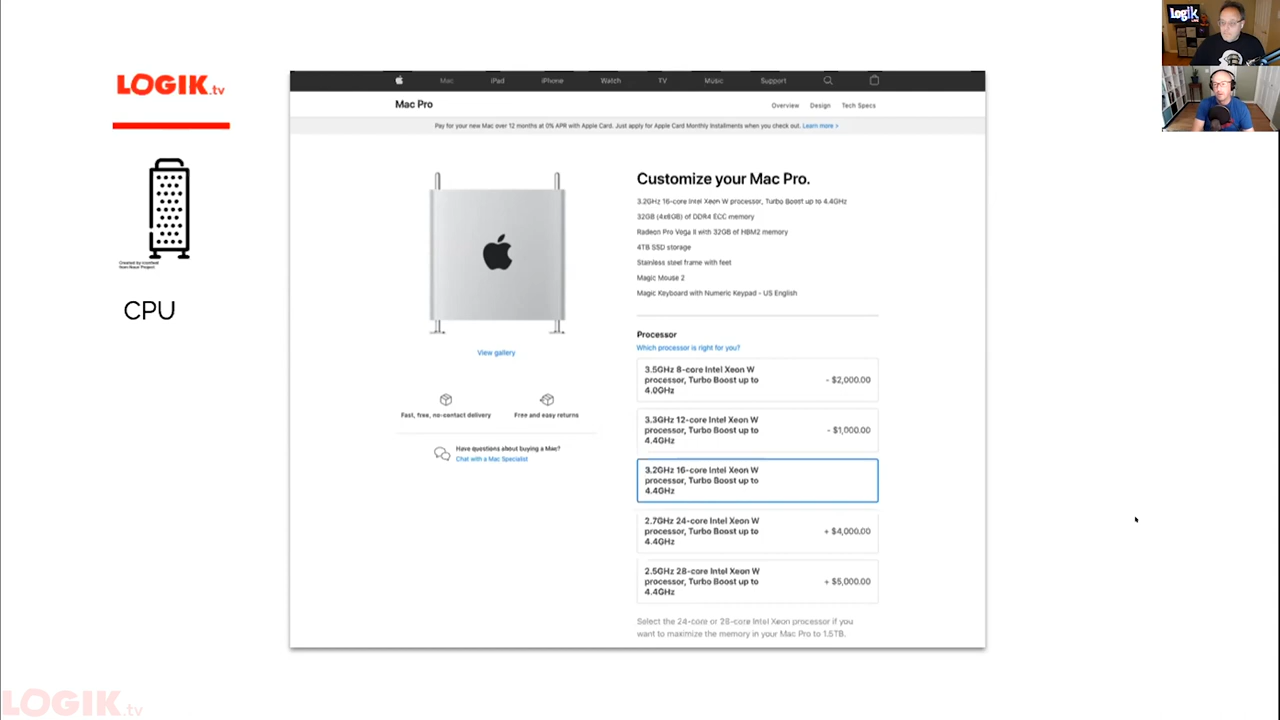 LOGIK.tv
CPU
Mac
iPad
iPhone
Watch
TV
Music
Support
Mac Pro
Overview
Design
Tech Specs
Pay for your new Mac over 12 months at 0% APR with Apple Card. Just apply for Apple Card Monthly Installments when you check out. Learn more >
View gallery
Fast, free, no-contact delivery
Free and easy returns
Have questions about buying a Mac?
Chat with a Mac Specialist
Customize your Mac Pro.
3.2GHz 16-core Intel Xeon W processor, Turbo Boost up to 4.4GHz
32GB (4x8GB) of DDR4 ECC memory
Radeon Pro Vega II with 32GB of HBM2 memory
4TB SSD storage
Stainless steel frame with feet
Magic Mouse 2
Magic Keyboard with Numeric Keypad - US English
Processor
Which processor is right for you?
3.5GHz 8-core Intel Xeon W
processor, Turbo Boost up to
4.0GHz
- $2,000.00
3.3GHz 12-core Intel Xeon W
processor, Turbo Boost up to
4.4GHz
- $1,000.00
3.2GHz 16-core Intel Xeon W
processor, Turbo Boost up to
4.4GHz
2.7GHz 24-core Intel Xeon W
processor, Turbo Boost up to
4.4GHz
+ $4,000.00
2.5GHz 28-core Intel Xeon W
processor, Turbo Boost up to
4.4GHz
+ $5,000.00
Select the 24-core or 28-core Intel Xeon processor if you
want to maximize the memory in your Mac Pro to 1.5TB.
LOGIK.tv
Logik